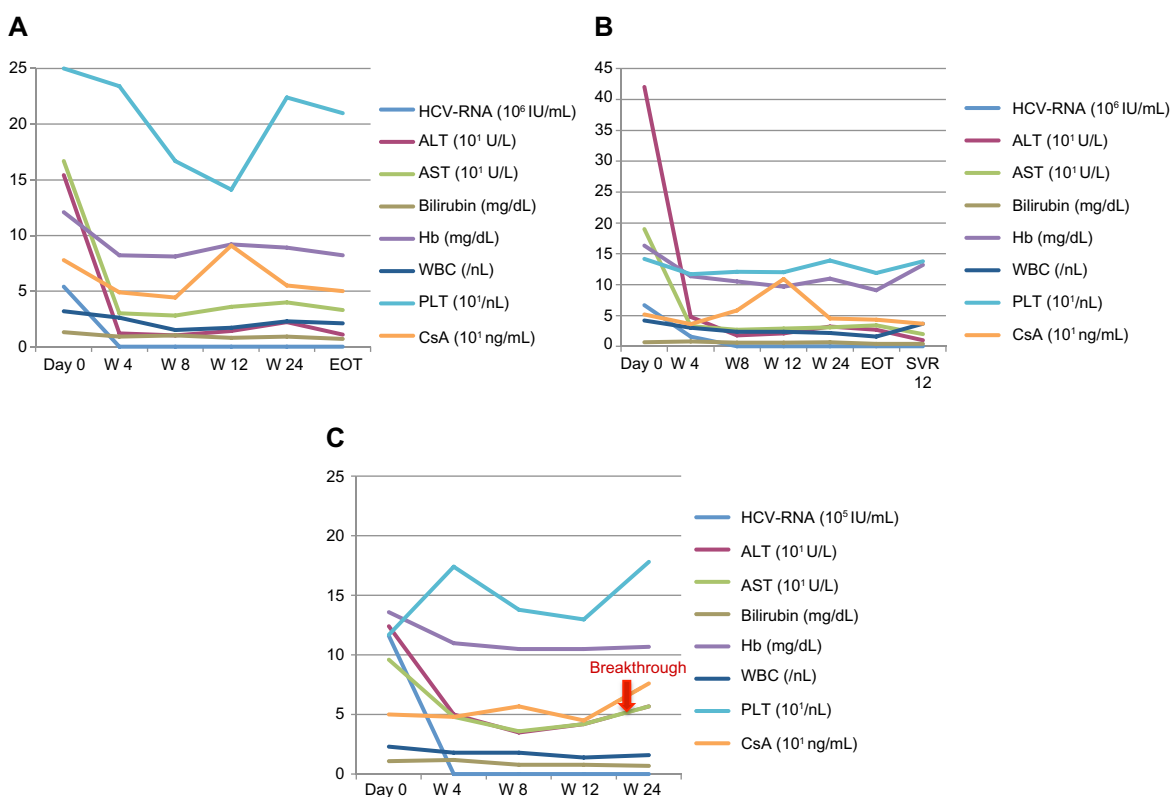 A
25
20
15
10
5
0
Day 0 W 4 W 8 W 12 W 24 EOT
HCV-RNA (10⁶ IU/mL)
ALT (10¹ U/L)
AST (10¹ U/L)
Bilirubin (mg/dL)
Hb (mg/dL)
WBC (/nL)
PLT (10¹/nL)
CsA (10¹ ng/mL)
B
45
40
35
30
25
20
15
10
5
0
Day 0 W 4 W8 W 12 W 24 EOT SVR
12
HCV-RNA (10⁶ IU/mL)
ALT (10¹ U/L)
AST (10¹ U/L)
Bilirubin (mg/dL)
Hb (mg/dL)
WBC (/nL)
PLT (10¹/nL)
CsA (10¹ ng/mL)
C
25
20
15
10
5
0
Day 0 W 4 W 8 W 12 W 24
Breakthrough
HCV-RNA (10⁵ IU/mL)
ALT (10¹ U/L)
AST (10¹ U/L)
Bilirubin (mg/dL)
Hb (mg/dL)
WBC (/nL)
PLT (10¹/nL)
CsA (10¹ ng/mL)